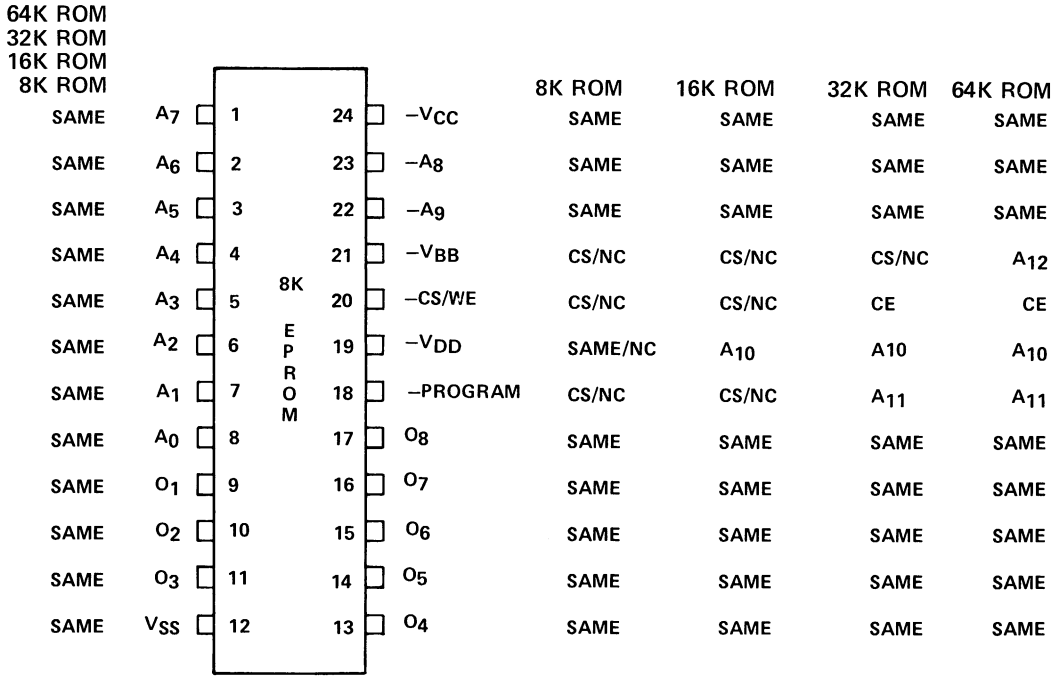 64K ROM
32K ROM
16K ROM
8K ROM 8K ROM 16K ROM 32K ROM 64K ROM
SAME A7 1 24 –VCC SAME SAME SAME SAME
SAME A6 2 23 –A8 SAME SAME SAME SAME
SAME A5 3 22 –A9 SAME SAME SAME SAME
SAME A4 4 21 –VBB CS/NC CS/NC CS/NC A12
SAME A3 5 8K 20 –CS/WE CS/NC CS/NC CE CE
SAME A2 6 EPROM 19 –VDD SAME/NC A10 A10 A10
SAME A1 7 18 –PROGRAM CS/NC CS/NC A11 A11
SAME A0 8 17 O8 SAME SAME SAME SAME
SAME O1 9 16 O7 SAME SAME SAME SAME
SAME O2 10 15 O6 SAME SAME SAME SAME
SAME O3 11 14 O5 SAME SAME SAME SAME
SAME VSS 12 13 O4 SAME SAME SAME SAME